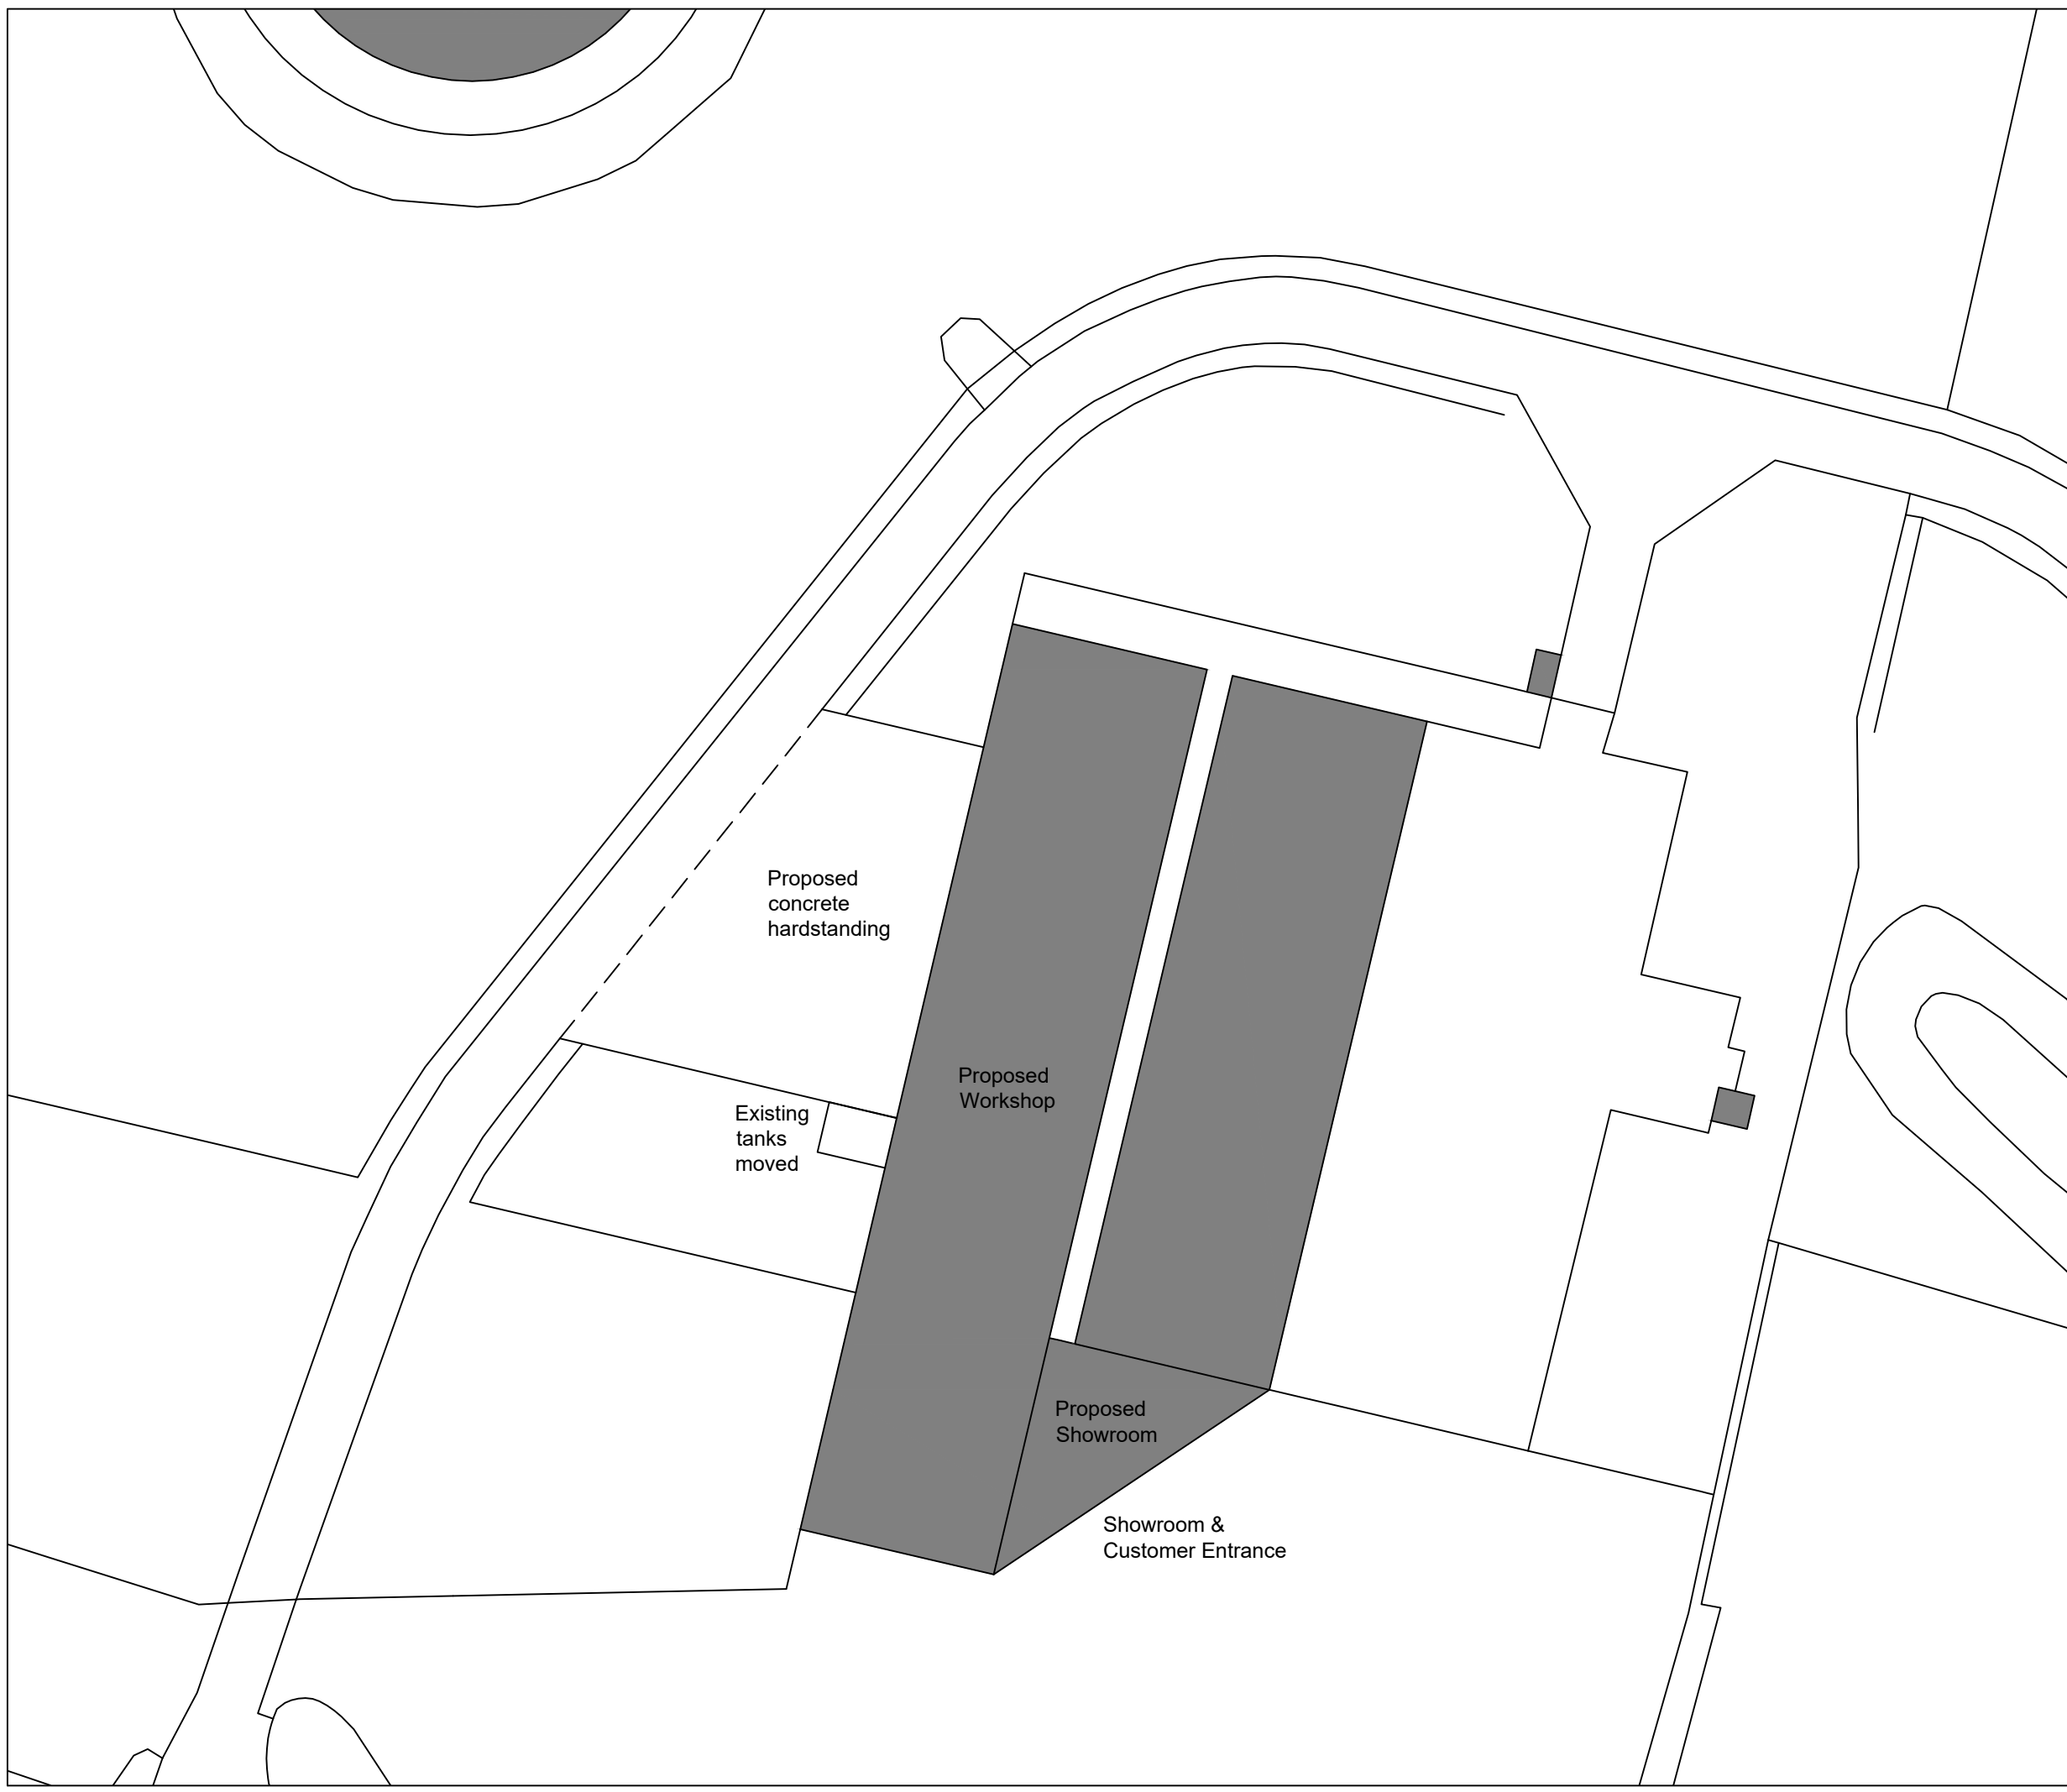 Proposed
concrete
hardstanding
Proposed
Workshop
Existing
tanks
moved
Proposed
Showroom
Showroom &
Customer Entrance